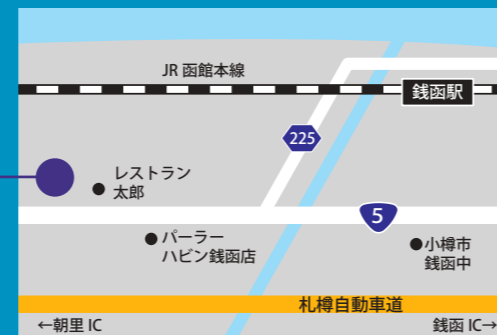 JR 函館本線
銭函駅
225
レストラン
太郎
5
パーラー
ハビン銭函店
小樽市
銭函中
札樽自動車道
←朝里 IC
銭函 IC→